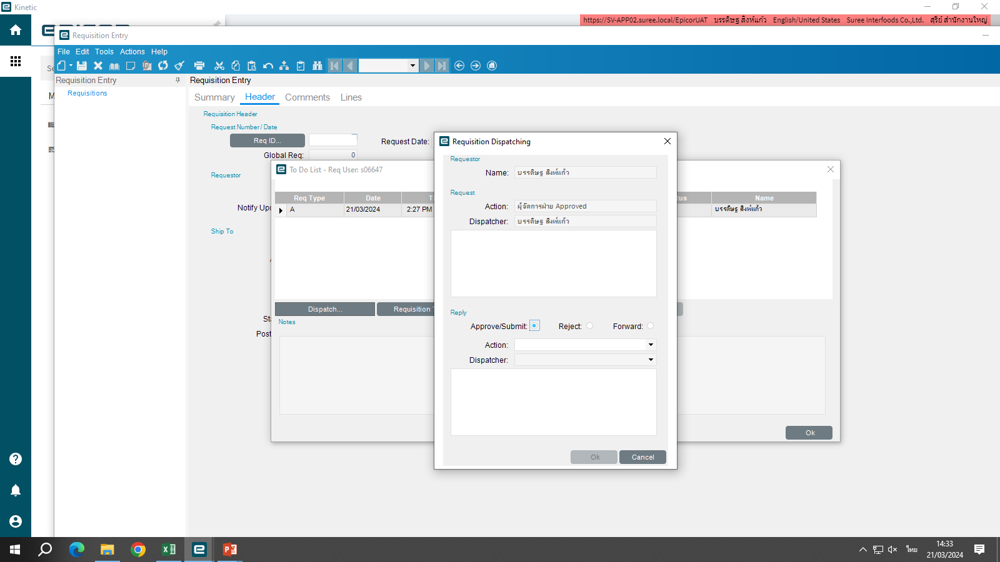 Kinetic
https://SV-APP02.suree.local/EpicorUAT บรรดิษฐ สิงห์แก้ว English/United States Suree Interfoods Co.,Ltd. สุรีย์ สำนักงานใหญ่
Requisition Entry
File Edit Tools Actions Help
Requisition Entry
Requisition Entry
Requisitions
Summary Header Comments Lines
Requisition Header
Request Number / Date
Req ID...
Request Date:
Global Req: 0
Requestor
Notify Upo
Ship To
Requisition Dispatching
Requestor
Name: บรรดิษฐ สิงห์แก้ว
Request
Action: ผู้จัดการฝ่าย Approved
Dispatcher: บรรดิษฐ สิงห์แก้ว
Reply
Approve/Submit: Reject: Forward:
Action:
Dispatcher:
Ok Cancel
To Do List - Req User: s06647
Req Type Date Ti tus Name
A 21/03/2024 2:27 PM บรรดิษฐ สิงห์แก้ว
Dispatch... Requisition T
Notes
Sta
Post
Ok
ไทย
14:33
21/03/2024